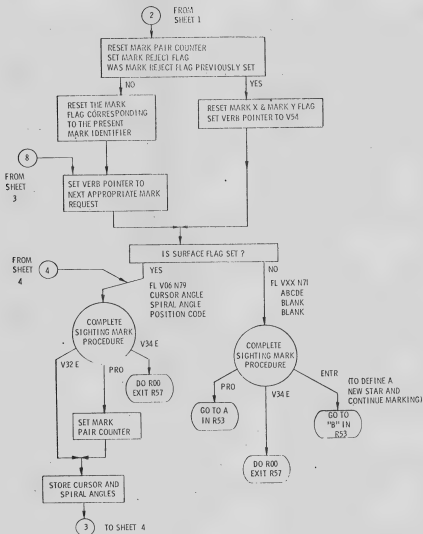 2
FROM
SHEET 1
RESET MARK PAIR COUNTER
SET MARK REJECT FLAG
WAS MARK REJECT FLAG PREVIOUSLY SET
NO
YES
RESET THE MARK
FLAG CORRESPONDING
TO THE PRESENT
MARK IDENTIFIER
RESET MARK X & MARK Y FLAG
SET VERB POINTER TO V54
8
FROM
SHEET
3
SET VERB POINTER TO
NEXT APPROPRIATE MARK
REQUEST
IS SURFACE FLAG SET ?
FROM
SHEET
4
4
YES
NO
FL V06 N79
CURSOR ANGLE
SPIRAL ANGLE
POSITION CODE
FL VXX N71
ABCDE
BLANK
BLANK
COMPLETE
SIGHTING MARK
PROCEDURE
COMPLETE
SIGHTING MARK
PROCEDURE
V32 E
PRO
V34 E
DO R00
EXIT R57
PRO
V34 E
ENTR
(TO DEFINE A
NEW STAR AND
CONTINUE MARKING)
GO TO A
IN R53
GO TO
"B" IN
R53
DO R00
EXIT R57
SET MARK
PAIR COUNTER
STORE CURSOR AND
SPIRAL ANGLES
3
TO SHEET 4